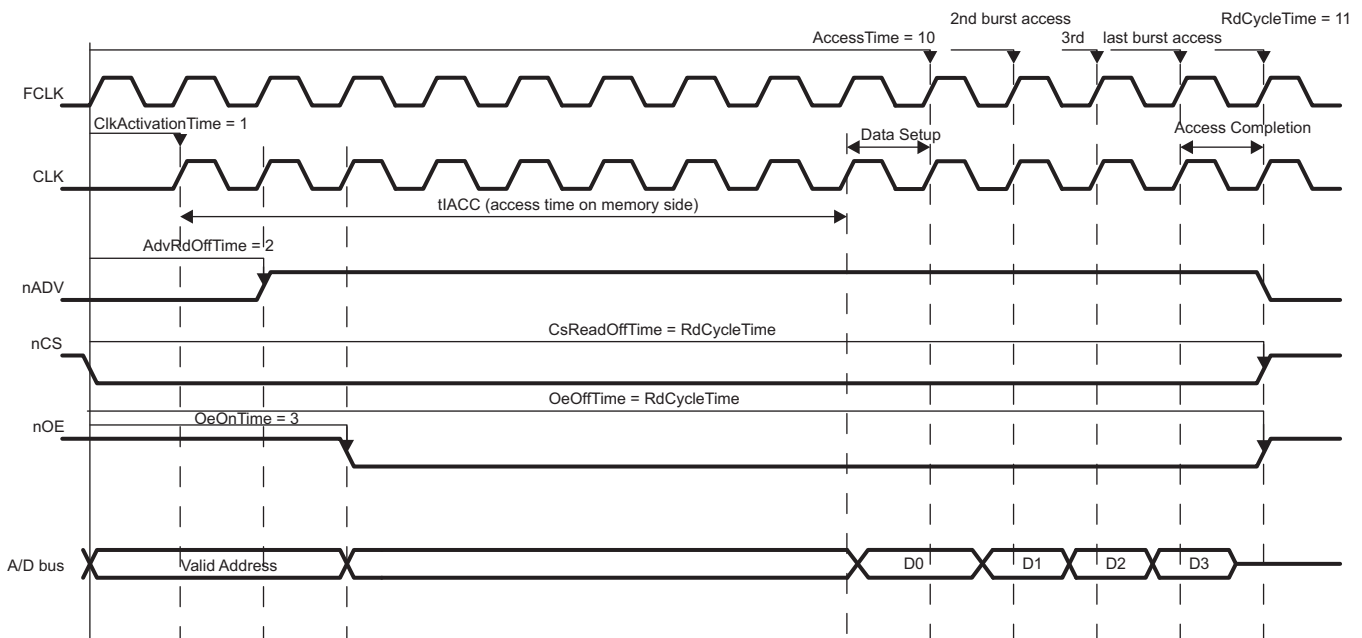 2nd burst access
RdCycleTime = 11
AccessTime = 10
3rd
last burst access
FCLK
ClkActivationTime = 1
Data Setup
Access Completion
CLK
tIACC (access time on memory side)
AdvRdOffTime = 2
nADV
CsReadOffTime = RdCycleTime
nCS
OeOffTime = RdCycleTime
OeOnTime = 3
nOE
A/D bus
Valid Address
D0
D1
D2
D3